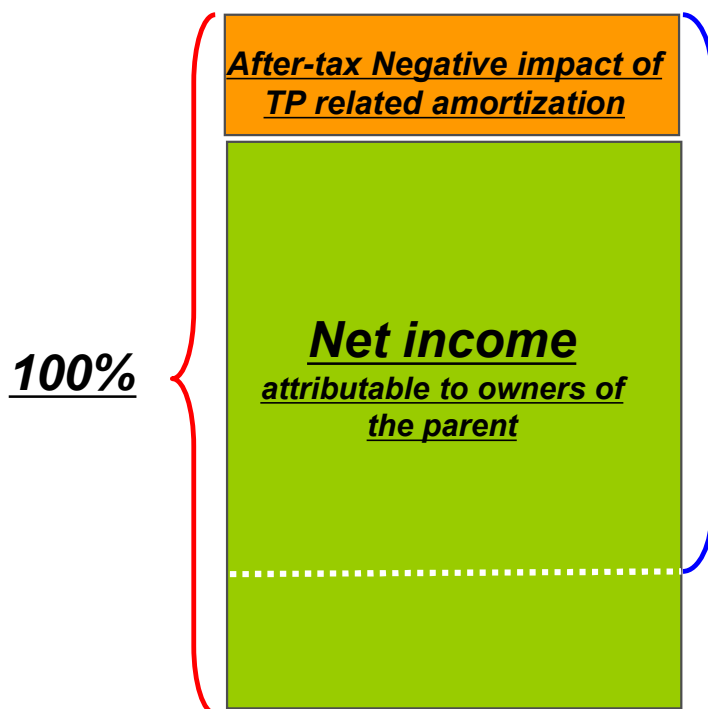 After-tax Negative impact of
TP related amortization
Net income
attributable to owners of
the parent
100%